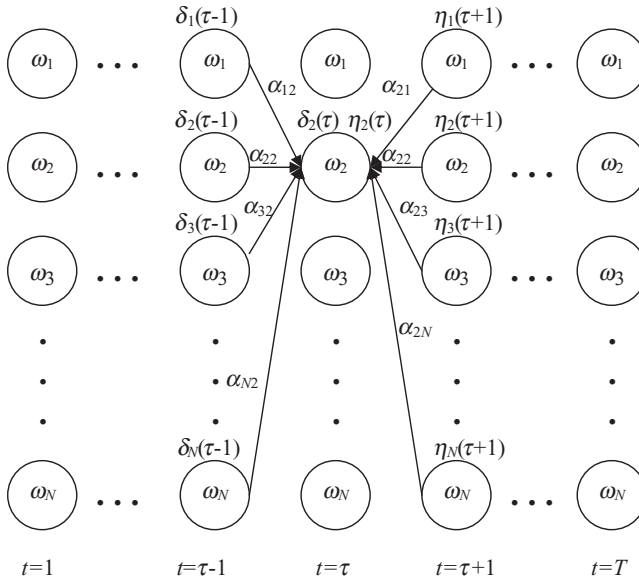 δ₁(τ-1) η₁(τ+1)
ω₁ ... ω₁ ω₁ ω₁ ... ω₁
α₁₂ α₂₁
δ₂(τ-1) δ₂(τ) η₂(τ) η₂(τ+1)
ω₂ ... ω₂ α₂₂ ω₂ α₂₂ ω₂ ... ω₂
δ₃(τ-1) α₃₂ α₂₃ η₃(τ+1)
ω₃ ... ω₃ ω₃ ω₃ ... ω₃
α₂N
αN₂
δN(τ-1) ηN(τ+1)
ωN ... ωN ωN ωN ... ωN
t=1 t=τ-1 t=τ t=τ+1 t=T